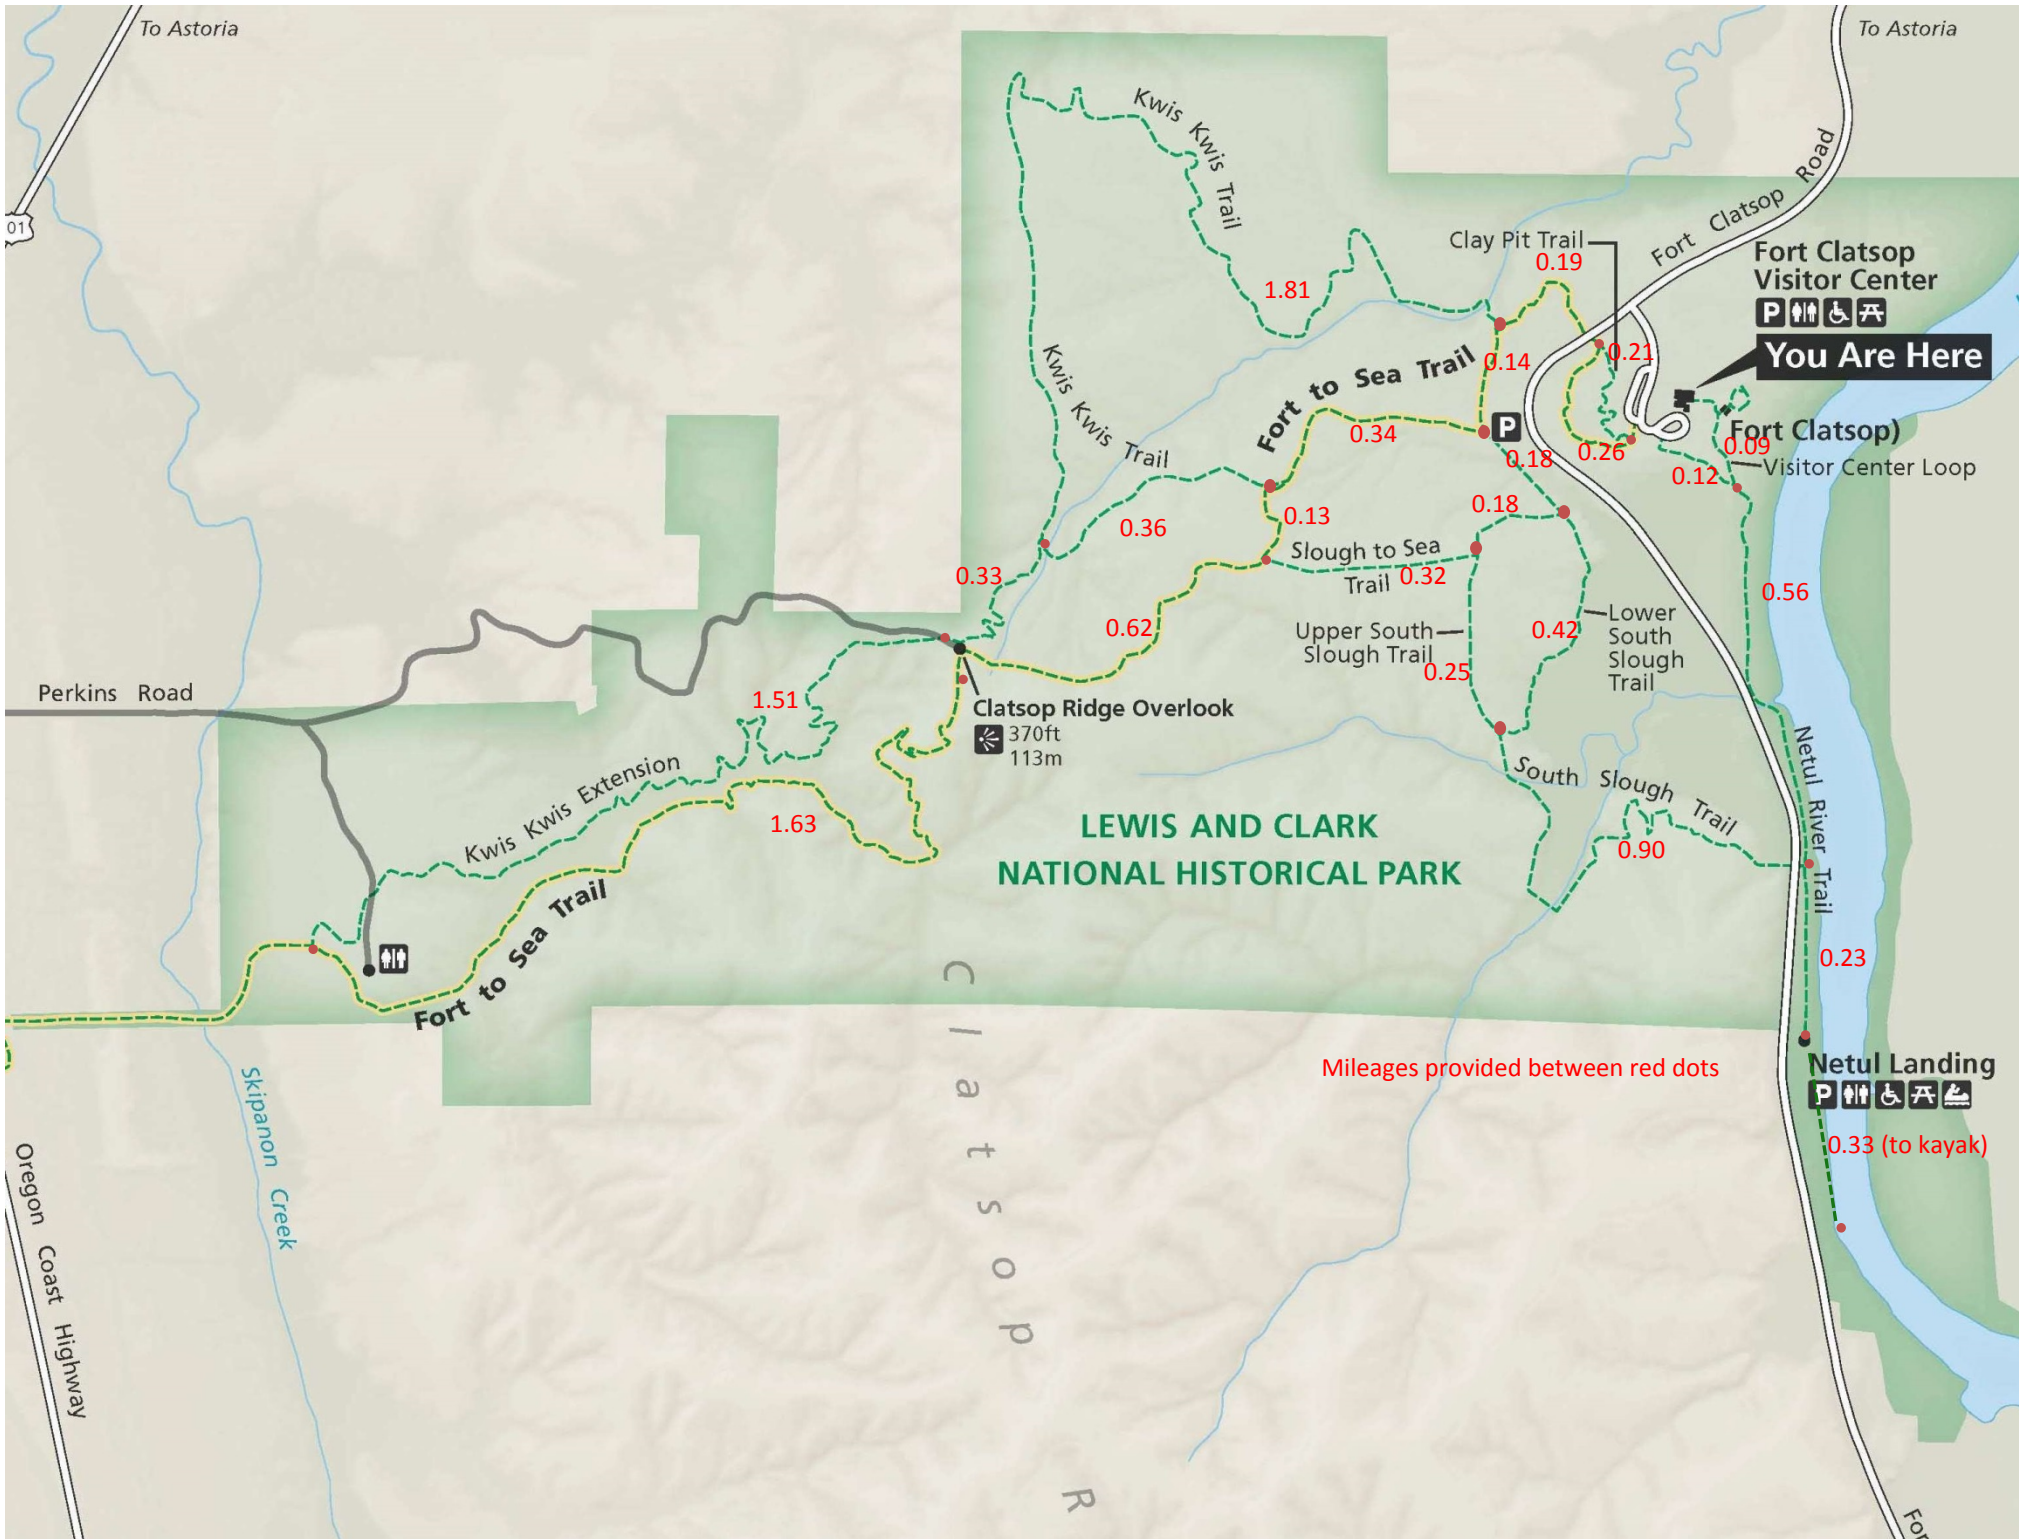 To Astoria
To Astoria
01
Kwis Kwis Trail
Fort Clatsop Road
Clay Pit Trail
0.19
Fort Clatsop
Visitor Center
P
You Are Here
1.81
0.21
0.14
Fort to Sea Trail
Kwis Kwis Trail
0.34
P
Fort Clatsop)
0.09
0.18
0.26
0.12
Visitor Center Loop
0.36
0.13
0.18
Slough to Sea
Trail
0.32
0.33
0.56
0.62
Upper South
Slough Trail
0.25
0.42
Lower
South
Slough
Trail
Perkins Road
1.51
Clatsop Ridge Overlook
370ft
113m
Kwis Kwis Extension
1.63
South Slough Trail
0.90
Netul River Trail
LEWIS AND CLARK
NATIONAL HISTORICAL PARK
Fort to Sea Trail
0.23
Clatsop R
Mileages provided between red dots
Netul Landing
P
0.33 (to kayak)
Skipanon Creek
Oregon Coast Highway
For